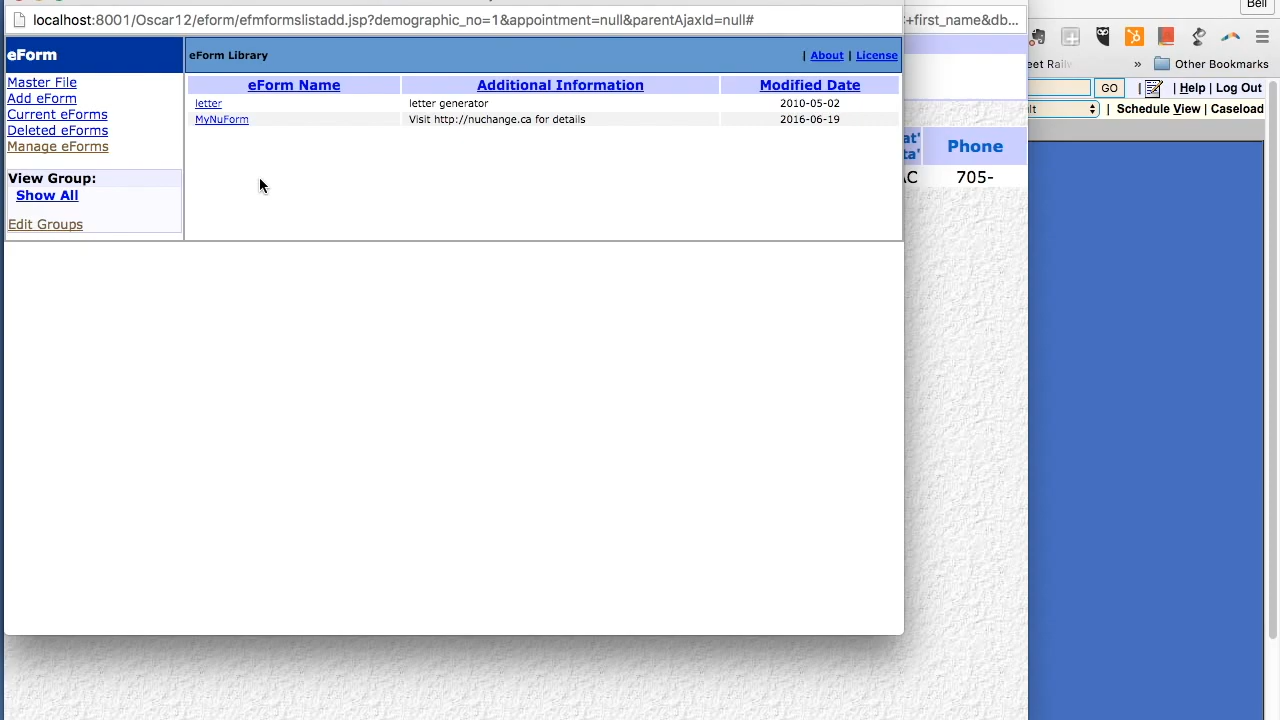 Bell
localhost:8001/Oscar12/eform/efmformslistadd.jsp?demographic_no=1&appointment=null&parentAjaxId=null#
+first_name&db...
eForm
eForm Library
| About | License
» Other Bookmarks
Master File
Add eForm
Current eForms
Deleted eForms
Manage eForms
View Group:
Show All
Edit Groups
eForm Name Additional Information Modified Date
letter letter generator 2010-05-02
MyNuForm Visit http://nuchange.ca for details 2016-06-19
GO | | Help | Log Out
| Schedule View | Caseload
Phone
705-